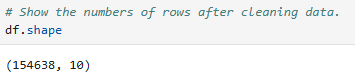 # Show the numbers of rows after cleaning data.
df.shape
(154638, 10)